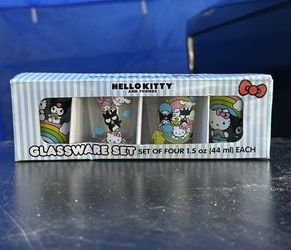 HELLO KITTY
AND FRIENDS
GLASSWARE SET SET OF FOUR 1.5 oz (44 ml) EACH